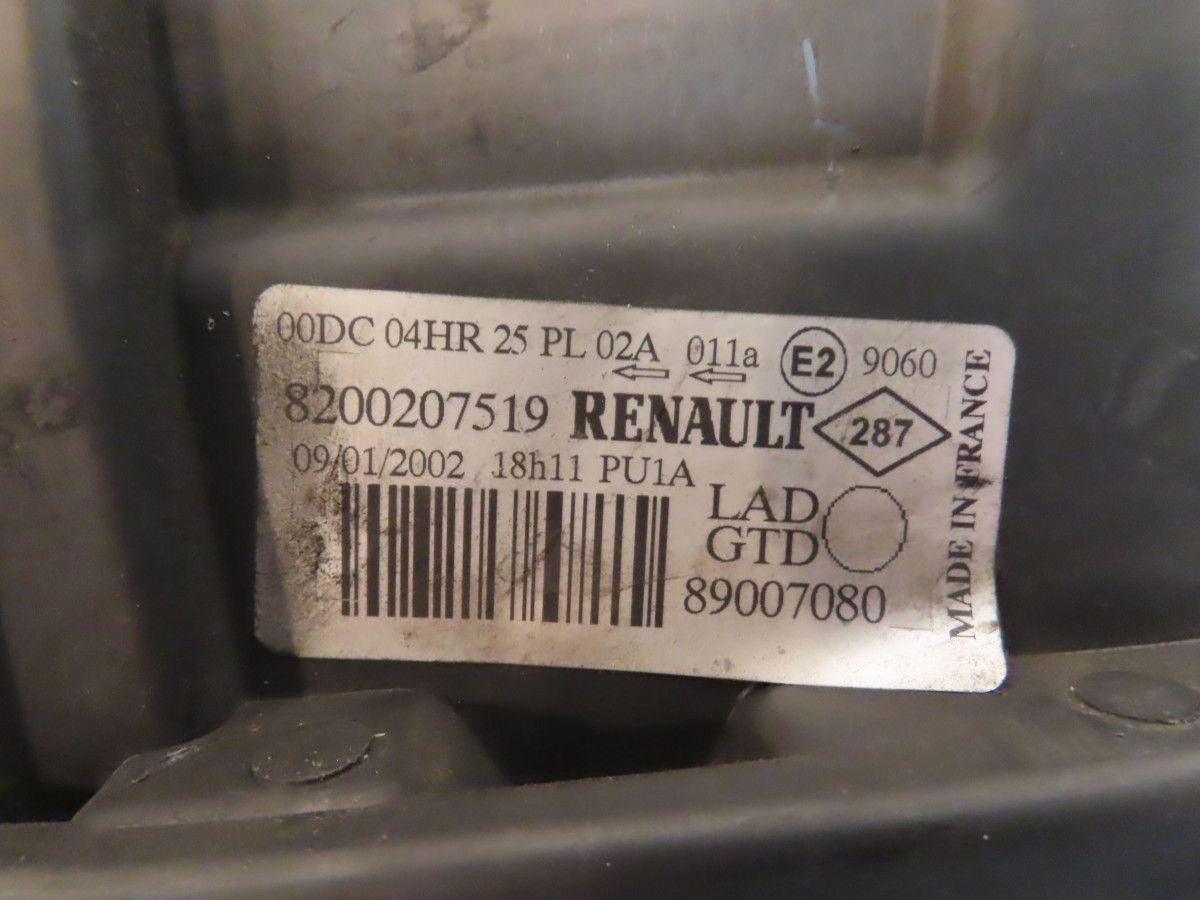 00DC 04HR 25 PL 02A 011a E2 9060
8200207519 RENAULT 287
09/01/2002 18h11 PU1A
LAD
GTD
89007080
MADE IN FRANCE